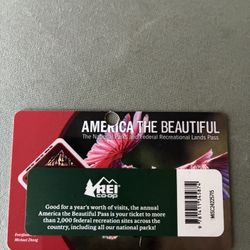 AMERICA THE BEAUTIFUL
The National Parks and Federal Recreational Lands Pass
REI
co-op
Good for a year's worth of visits, the annual
America the Beautiful Pass is your ticket to more
than 2,000 federal recreation sites across the
country, including all our national parks!
Michael Zheng